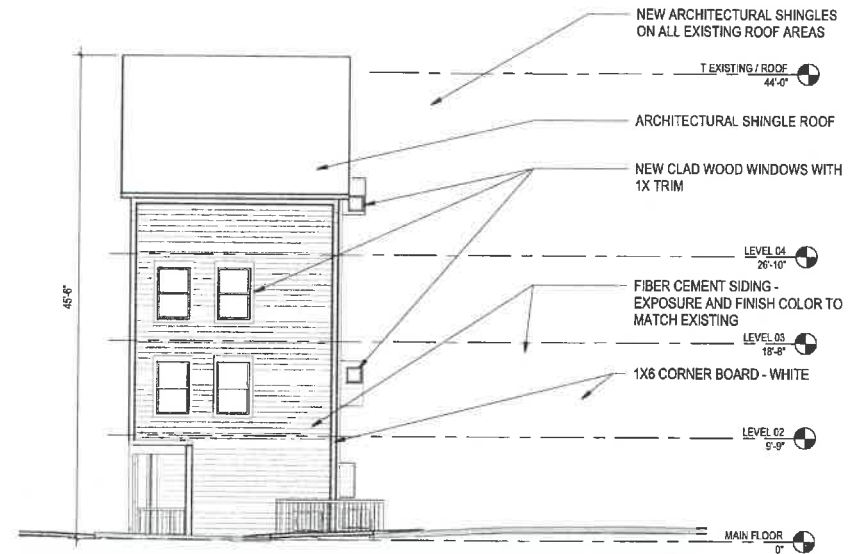 NEW ARCHITECTURAL SHINGLES
ON ALL EXISTING ROOF AREAS
T EXISTING / ROOF
44'-0"
ARCHITECTURAL SHINGLE ROOF
NEW CLAD WOOD WINDOWS WITH
1X TRIM
LEVEL 04
26'-10"
45'-6"
FIBER CEMENT SIDING -
EXPOSURE AND FINISH COLOR TO
MATCH EXISTING
LEVEL 03
18'-8"
1X6 CORNER BOARD - WHITE
LEVEL 02
9'-9"
MAIN FLOOR
0"